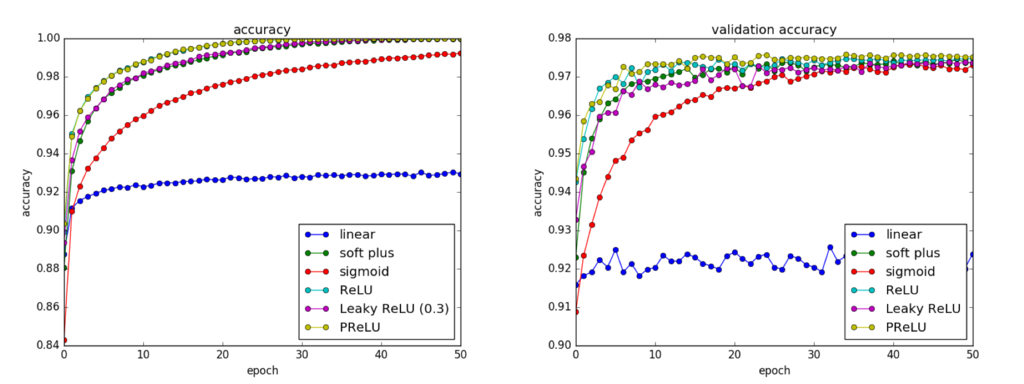 accuracy
1.00
0.98
0.96
0.94
0.92
0.90
0.88
0.86
0.84
accuracy
0
10
20
30
40
50
epoch
linear
soft plus
sigmoid
ReLU
Leaky ReLU (0.3)
PReLU
validation accuracy
0.98
0.97
0.96
0.95
0.94
0.93
0.92
0.91
0.90
accuracy
0
10
20
30
40
50
epoch
linear
soft plus
sigmoid
ReLU
Leaky ReLU
PReLU